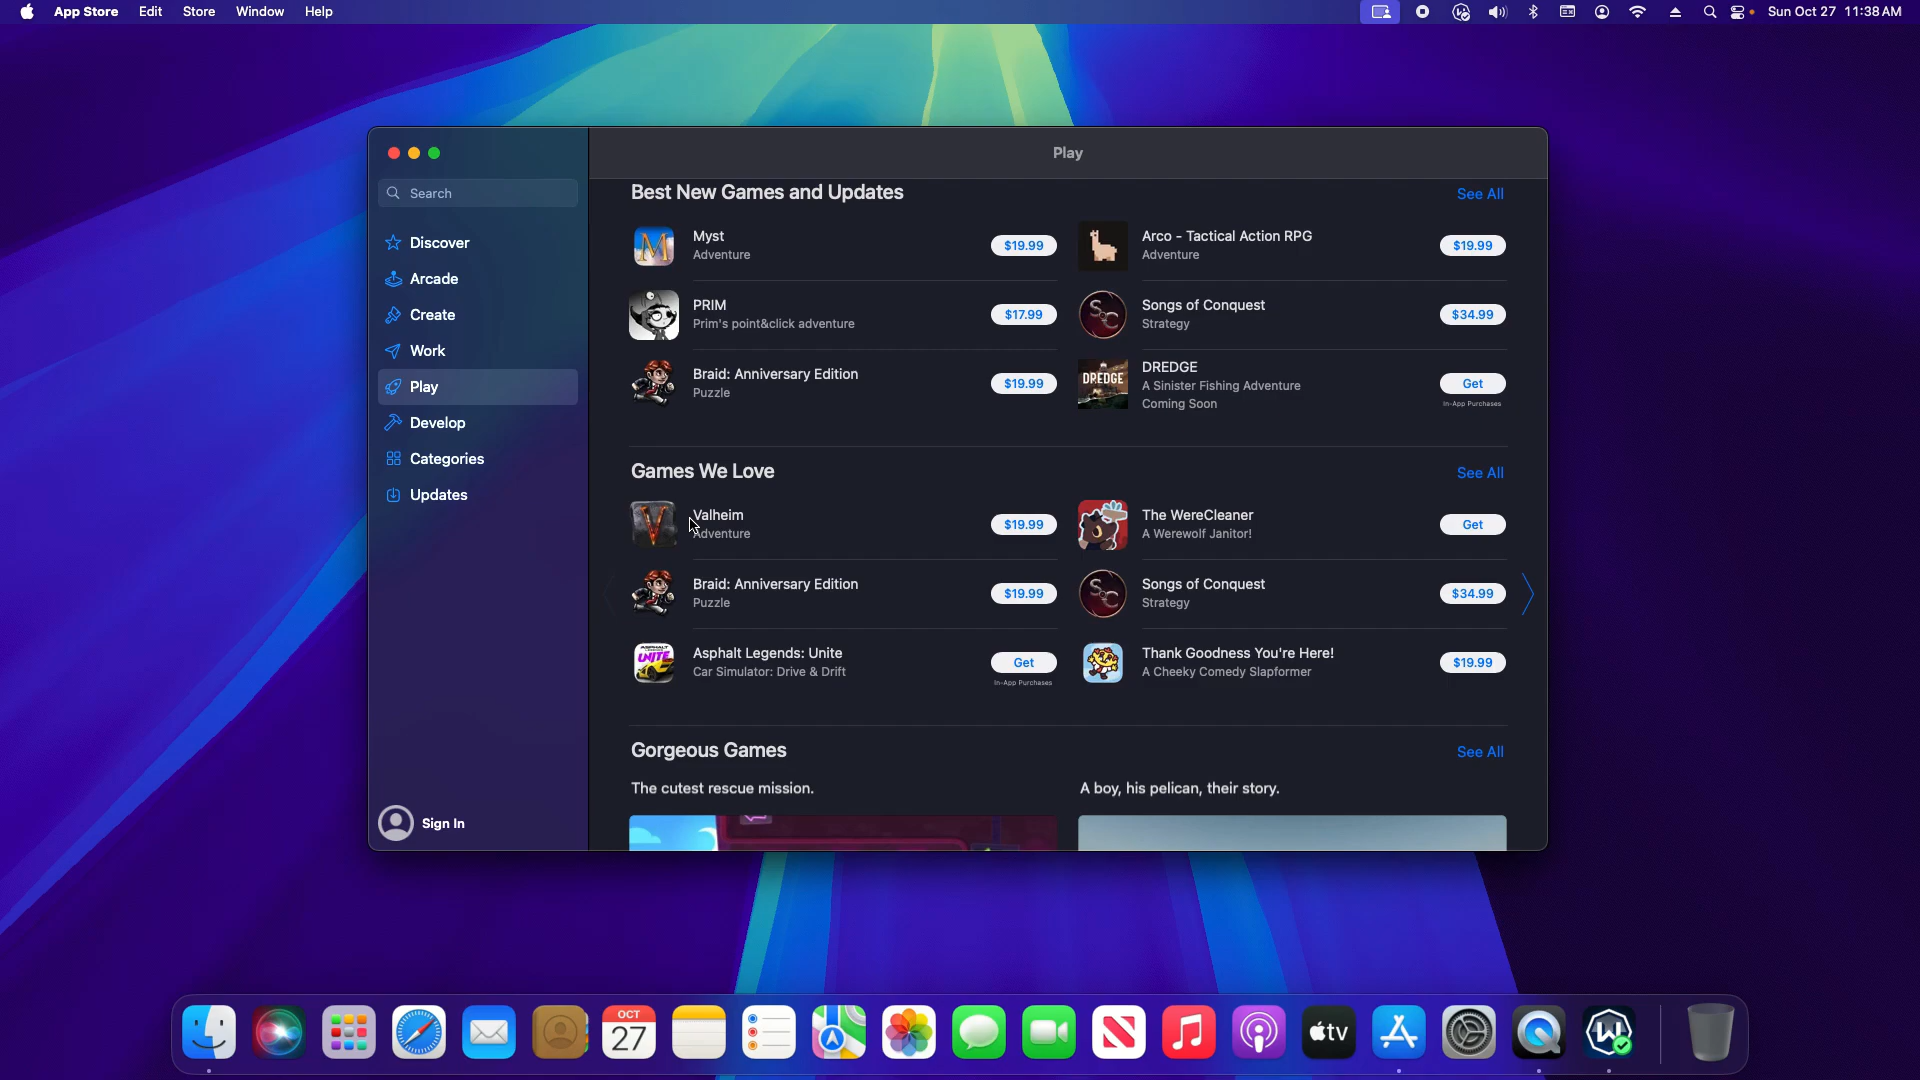 App Store Edit Store Window Help
Sun Oct 27 11:38 AM
Search
Discover
Arcade
Create
Work
Play
Develop
Categories
Updates
Sign In
Play
Best New Games and Updates
See All
Myst
Adventure
$19.99
Arco - Tactical Action RPG
Adventure
$19.99
PRIM
Prim's point&click adventure
$17.99
Songs of Conquest
Strategy
$34.99
Braid: Anniversary Edition
Puzzle
$19.99
DREDGE
DREDGE
A Sinister Fishing Adventure
Coming Soon
Get
In-App Purchases
Games We Love
See All
Valheim
Adventure
$19.99
The WereCleaner
A Werewolf Janitor!
Get
Braid: Anniversary Edition
Puzzle
$19.99
Songs of Conquest
Strategy
$34.99
Asphalt Legends: Unite
Car Simulator: Drive & Drift
Get
In-App Purchases
Thank Goodness You're Here!
A Cheeky Comedy Slapformer
$19.99
Gorgeous Games
See All
The cutest rescue mission.
A boy, his pelican, their story.
OCT
27
tv